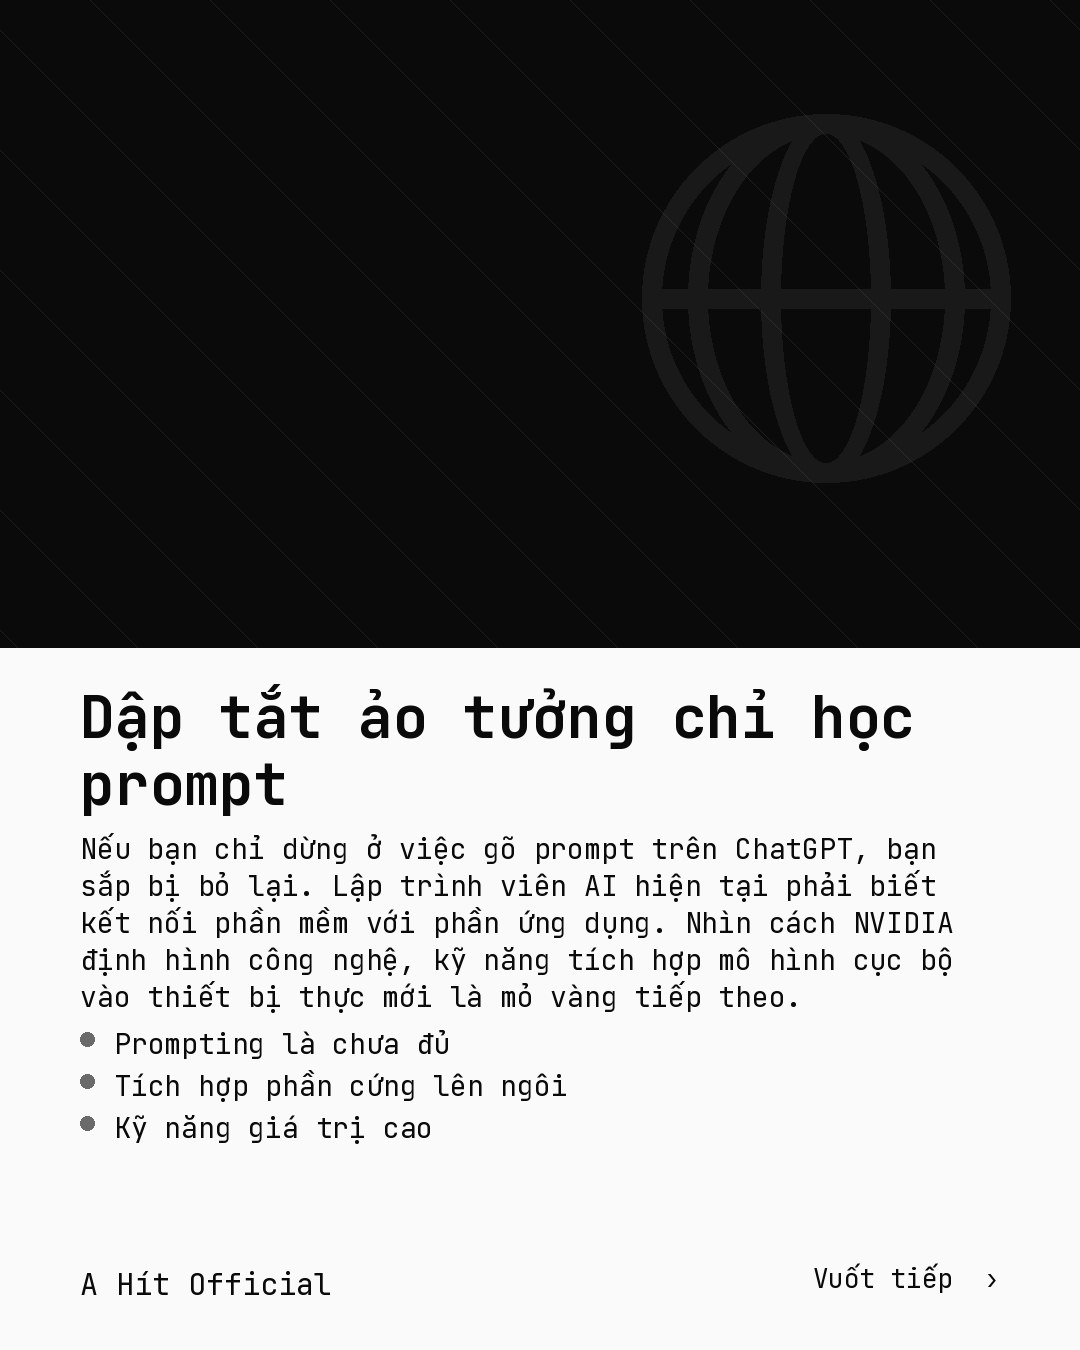 Dập tắt ảo tưởng chỉ học
prompt
Nếu bạn chỉ dừng ở việc gõ prompt trên ChatGPT, bạn
sắp bị bỏ lại. Lập trình viên AI hiện tại phải biết
kết nối phần mềm với phần ứng dụng. Nhìn cách NVIDIA
định hình công nghệ, kỹ năng tích hợp mô hình cục bộ
vào thiết bị thực mới là mỏ vàng tiếp theo.
Prompting là chưa đủ
Tích hợp phần cứng lên ngôi
Kỹ năng giá trị cao
A Hít Official
Vuốt tiếp ›